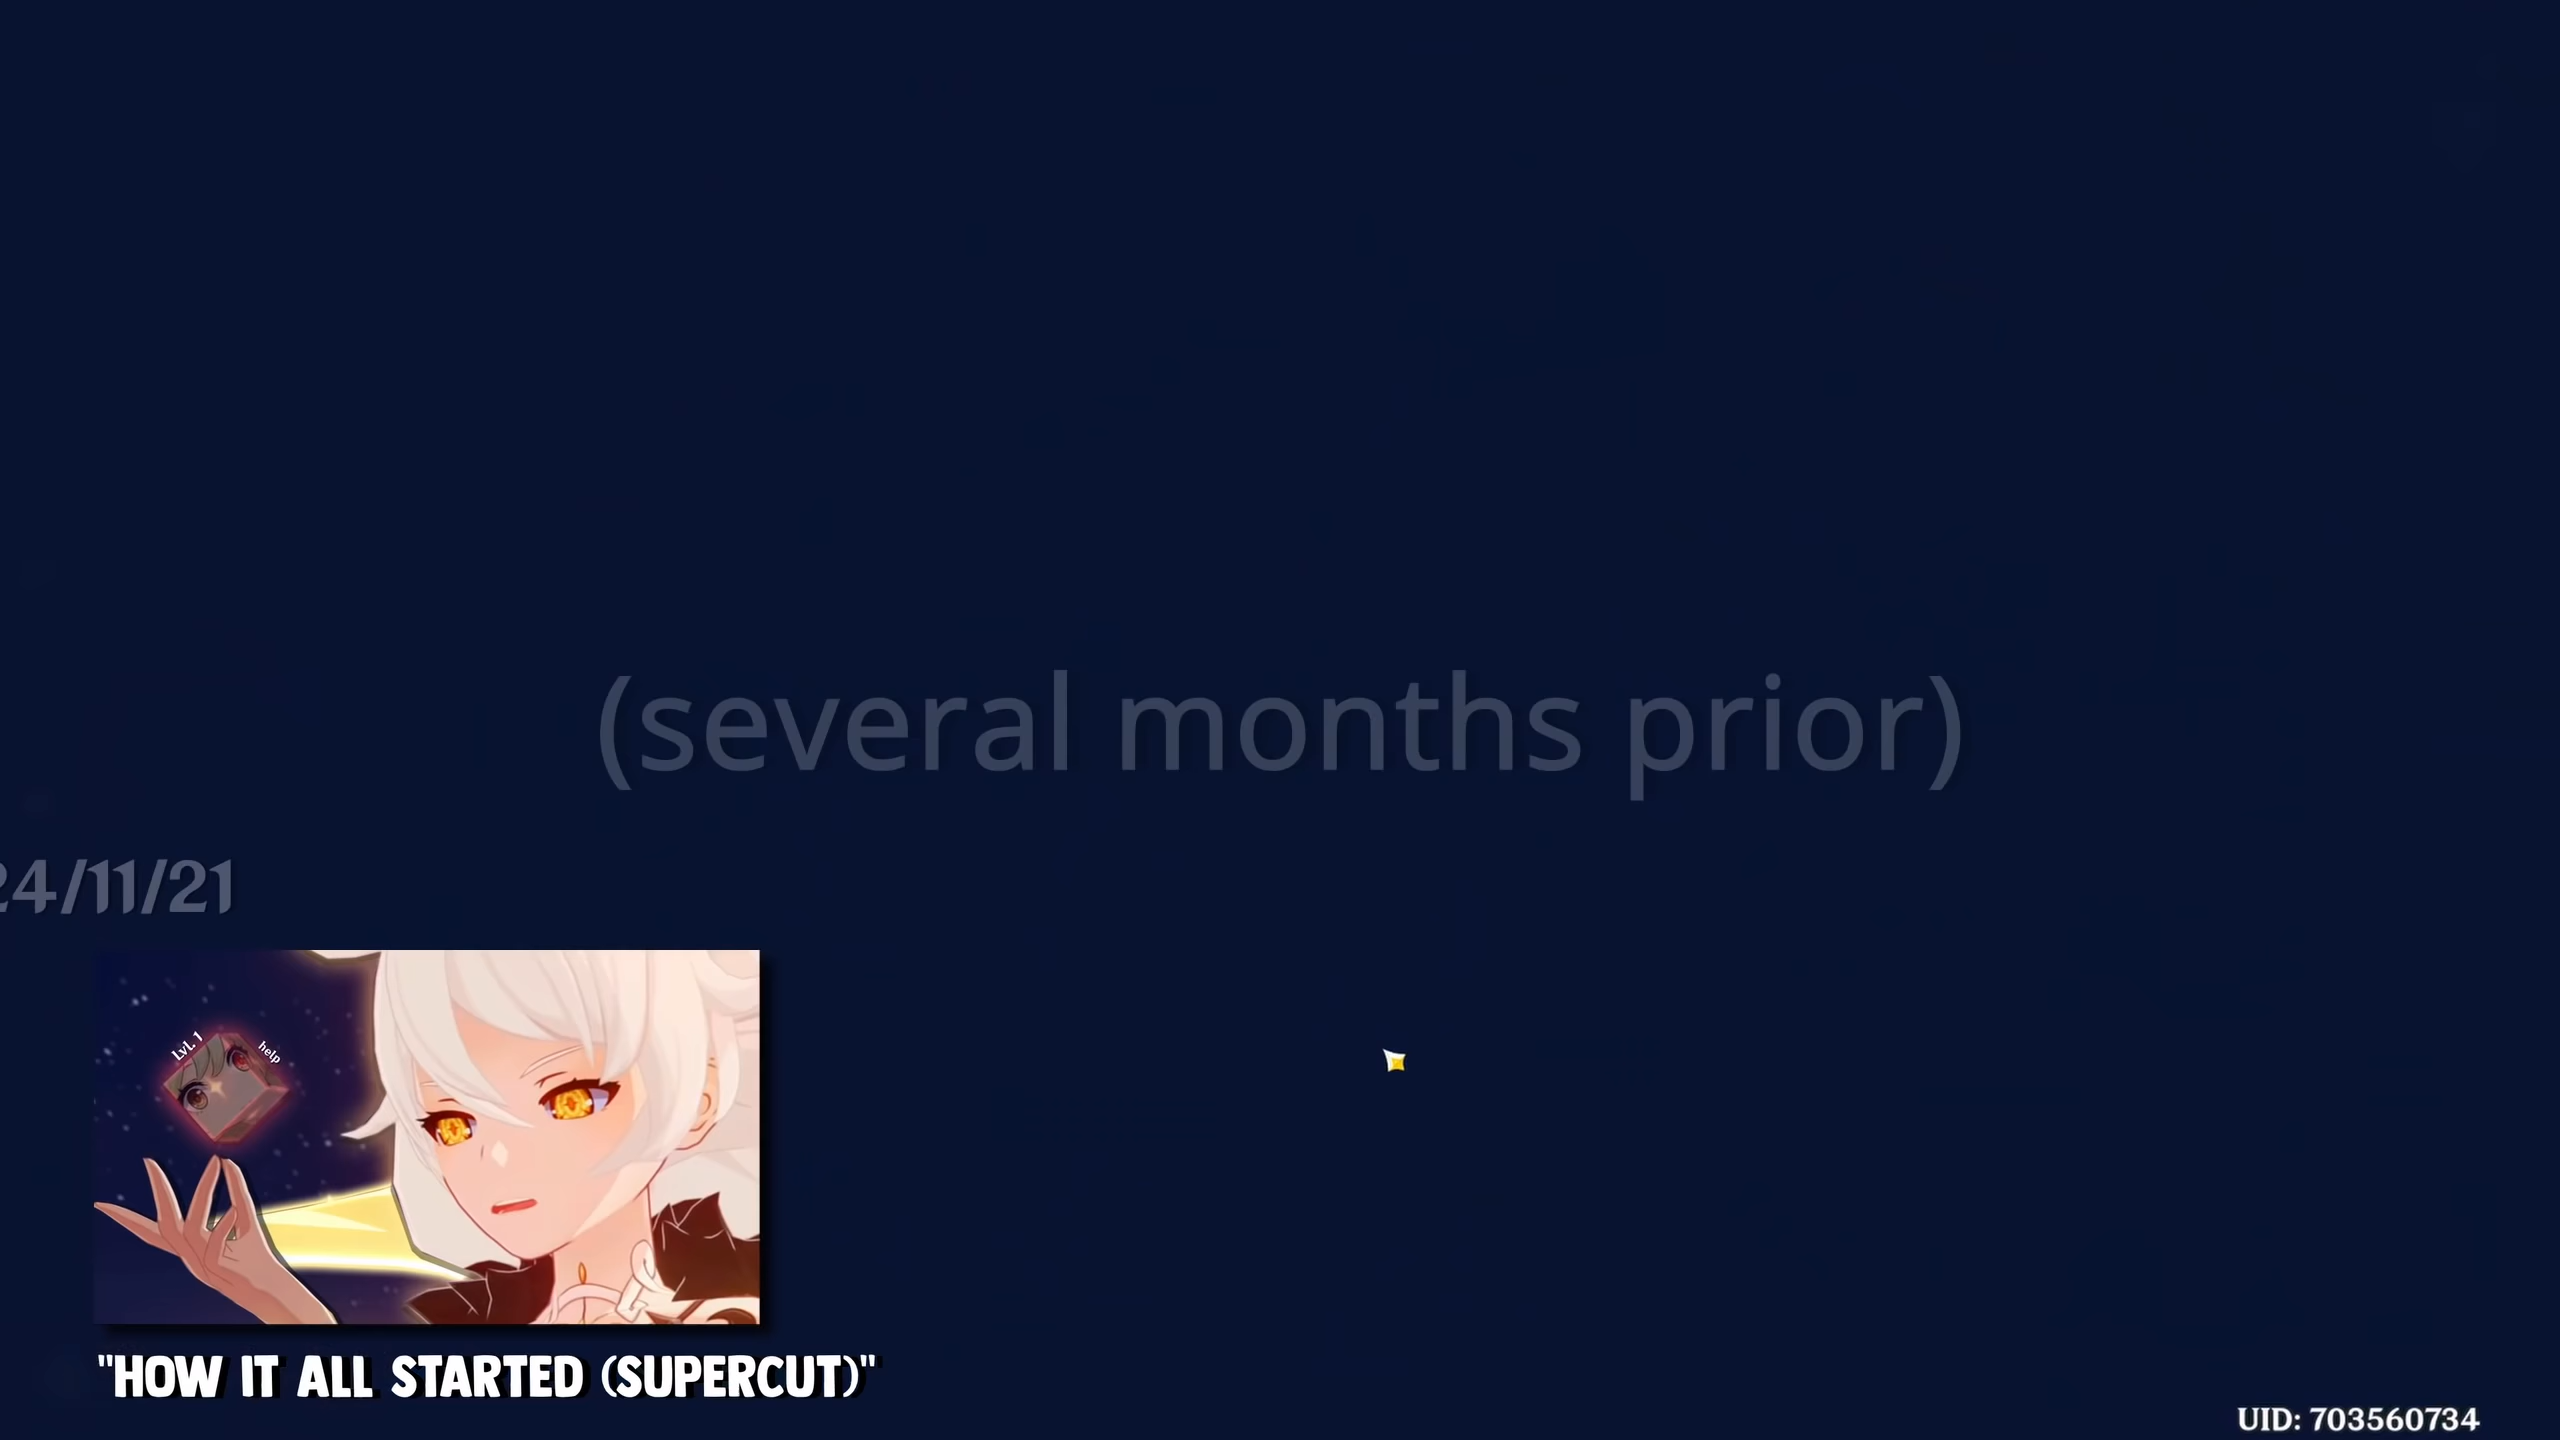 (several months prior)
24/11/21
Lvl. 1
help
"HOW IT ALL STARTED (SUPERCUT)"
UID: 703560734